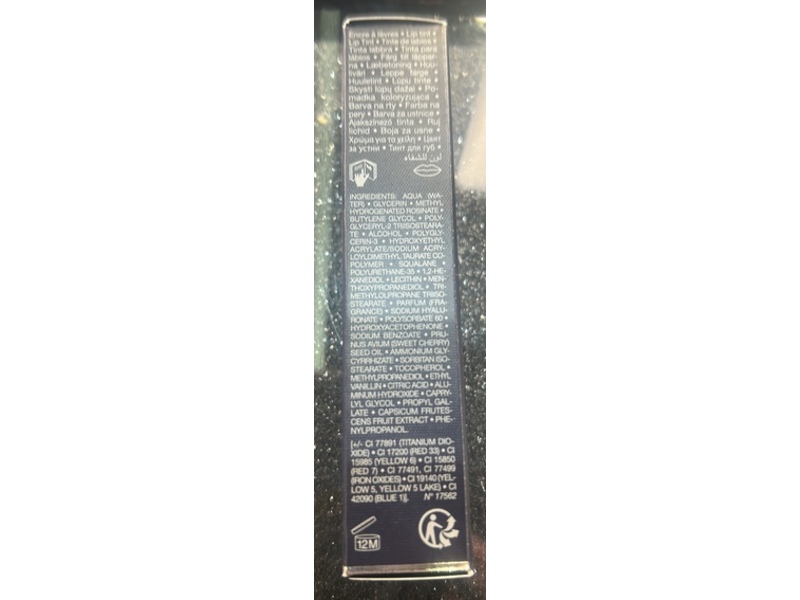 Encre à lèvres • Lip tint •
Lip Tint • Tinte de labios •
Tinta labbra • Tinta para
lábios • Färg till läppar-
na • Læbetoning • Huu-
liväri • Leppe farge •
Huuletint • Lūpu tinte •
Skysti lūpų dažai • Po-
madka koloryzująca •
Barva na rty • Farba na
pery • Barva za ustnice •
Ajakszínező tinta • Ruj
lichid • Boja za usne •
Χρώμα για τα χείλη • Цвят
за устни • Тинт для губ •
لون للشفاه
INGREDIENTS: AQUA (WA-
TER) • GLYCERIN • METHYL
HYDROGENATED ROSINATE •
BUTYLENE GLYCOL • POLY-
GLYCERYL-2 TRIISOSTEARA-
TE • ALCOHOL • POLYGLY-
CERIN-3 • HYDROXYETHYL
ACRYLATE/SODIUM ACRY-
LOYLDIMETHYL TAURATE CO-
POLYMER • SQUALANE •
POLYURETHANE-35 • 1,2-HE-
XANEDIOL • LECITHIN • MEN-
THOXYPROPANEDIOL • TRI-
METHYLOLPROPANE TRIISO-
STEARATE • PARFUM (FRA-
GRANCE) • SODIUM HYALU-
RONATE • POLYSORBATE 60 •
HYDROXYACETOPHENONE •
SODIUM BENZOATE • PRU-
NUS AVIUM (SWEET CHERRY)
SEED OIL • AMMONIUM GLY-
CYRRHIZATE • SORBITAN ISO-
STEARATE • TOCOPHEROL •
METHYLPROPANEDIOL • ETHYL
VANILLIN • CITRIC ACID • ALU-
MINUM HYDROXIDE • CAPRY-
LYL GLYCOL • PROPYL GAL-
LATE • CAPSICUM FRUTES-
CENS FRUIT EXTRACT • PHE-
NYLPROPANOL.
[+/- CI 77891 (TITANIUM DIO-
XIDE) • CI 17200 (RED 33) • CI
15985 (YELLOW 6) • CI 15850
(RED 7) • CI 77491, CI 77499
(IRON OXIDES) • CI 19140 (YEL-
LOW 5, YELLOW 5 LAKE) • CI
42090 (BLUE 1)]. N° 17562
12M